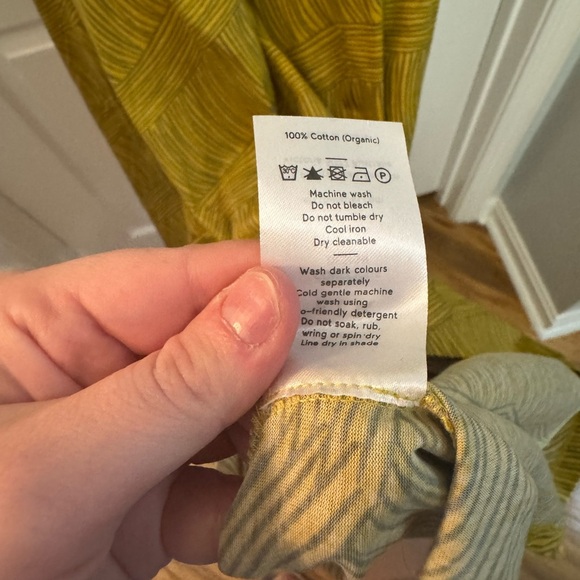 100% Cotton (Organic)
P
Machine wash
Do not bleach
Do not tumble dry
Cool iron
Dry cleanable
Wash dark colours
separately
Cold gentle machine
wash using
o-friendly detergent
Do not soak, rub,
wring or spin dry
Line dry in shade